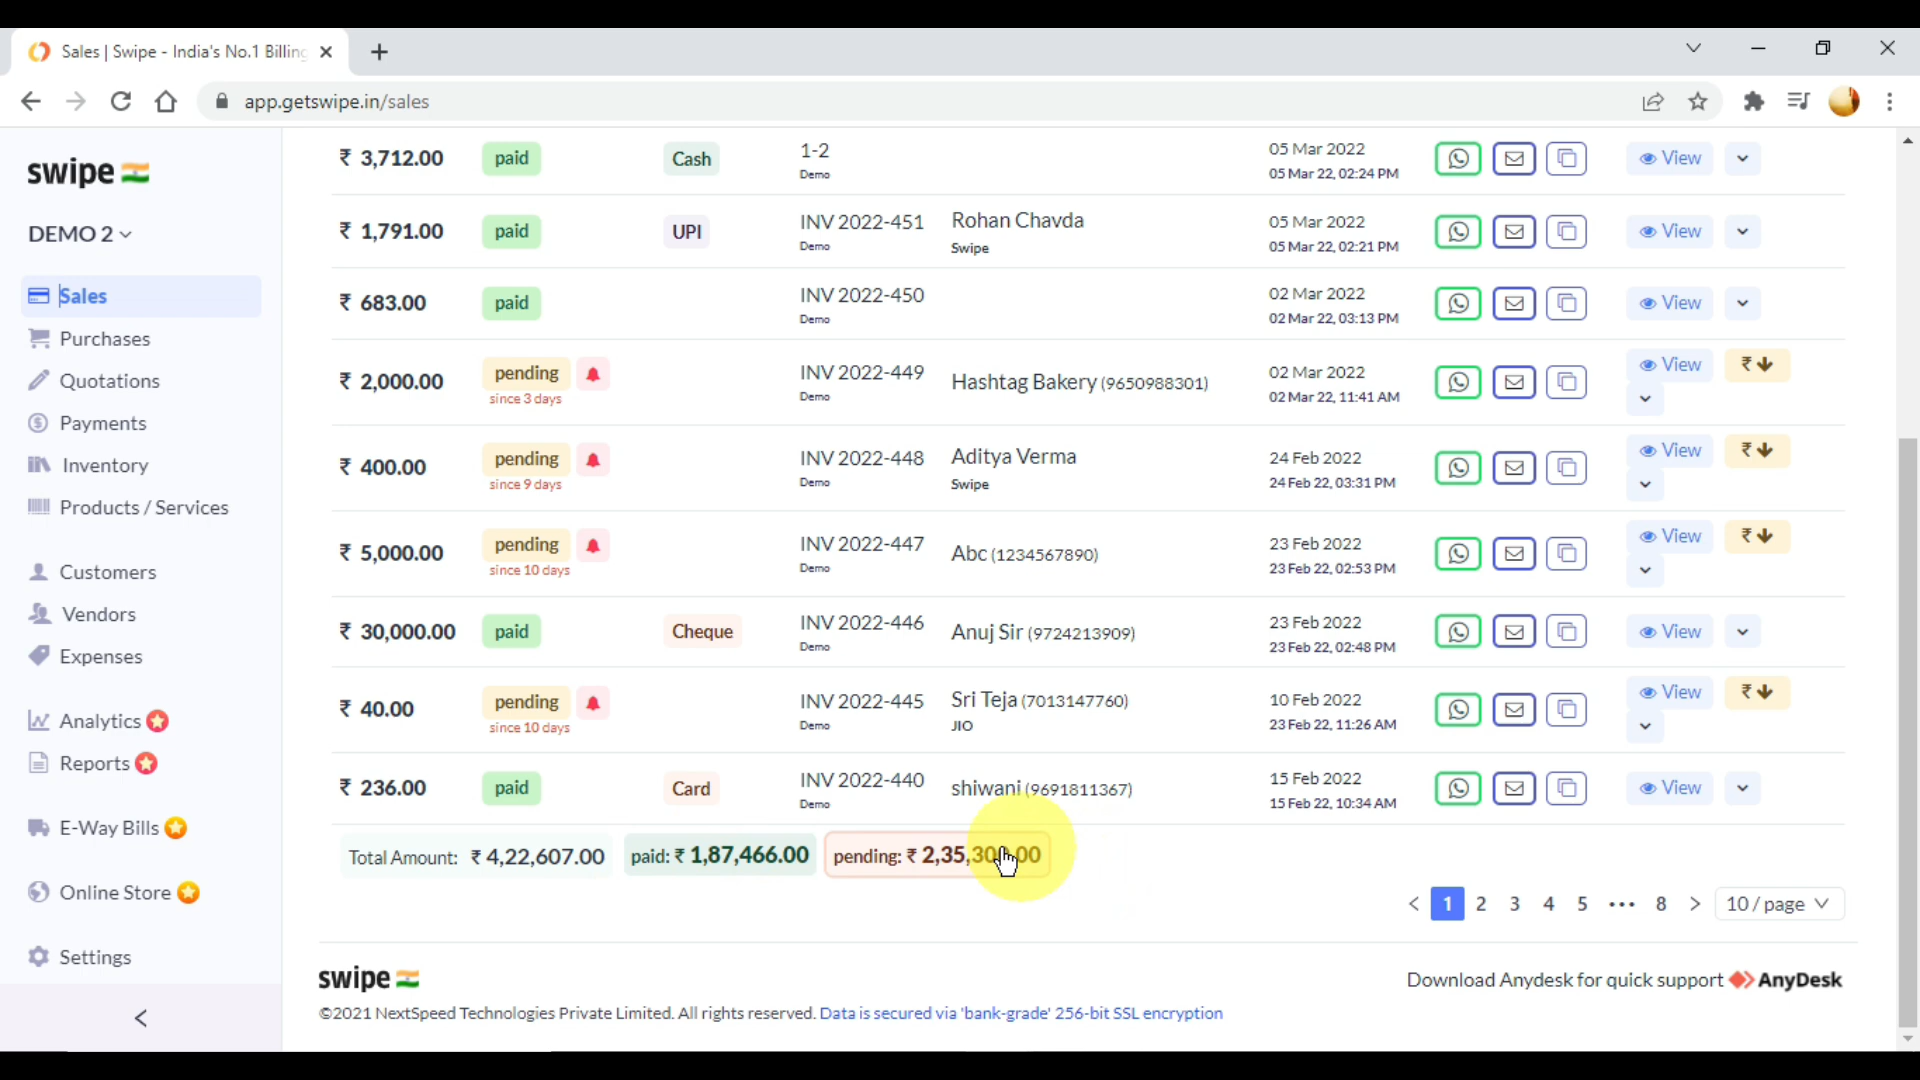 Sales | Swipe - India's No.1 Billing
app.getswipe.in/sales
swipe
DEMO 2
Sales
Purchases
Quotations
Payments
Inventory
Products / Services
Customers
Vendors
Expenses
Analytics
Reports
E-Way Bills
Online Store
Settings
₹ 3,712.00 paid Cash 1-2 05 Mar 2022 View
Demo 05 Mar 22, 02:24 PM
₹ 1,791.00 paid UPI INV 2022-451 Rohan Chavda 05 Mar 2022 View
Demo Swipe 05 Mar 22, 02:21 PM
₹ 683.00 paid INV 2022-450 02 Mar 2022 View
Demo 02 Mar 22, 03:13 PM
₹ 2,000.00 pending INV 2022-449 Hashtag Bakery (9650988301) 02 Mar 2022 View ₹
since 3 days Demo 02 Mar 22, 11:41 AM
₹ 400.00 pending INV 2022-448 Aditya Verma 24 Feb 2022 View ₹
since 9 days Demo Swipe 24 Feb 22, 03:31 PM
₹ 5,000.00 pending INV 2022-447 Abc (1234567890) 23 Feb 2022 View ₹
since 10 days Demo 23 Feb 22, 02:53 PM
₹ 30,000.00 paid Cheque INV 2022-446 Anuj Sir (9724213909) 23 Feb 2022 View
Demo 23 Feb 22, 02:48 PM
₹ 40.00 pending INV 2022-445 Sri Teja (7013147760) 10 Feb 2022 View ₹
since 10 days Demo JIO 23 Feb 22, 11:26 AM
₹ 236.00 paid Card INV 2022-440 shiwani (9691811367) 15 Feb 2022 View
Demo 15 Feb 22, 10:34 AM
Total Amount: ₹ 4,22,607.00 paid: ₹ 1,87,466.00 pending: ₹
< 1 2 3 4 5 ••• 8 > 10 / page
swipe
Download Anydesk for quick support AnyDesk
©2021 NextSpeed Technologies Private Limited. All rights reserved. Data is secured via 'bank-grade' 256-bit SSL encryption